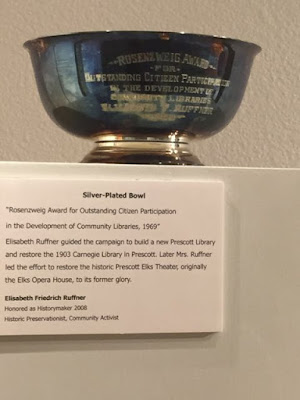 ROSENZWEIG AWARD
FOR
OUTSTANDING CITIZEN PARTICIPATION
IN THE DEVELOPMENT OF
COMMUNITY LIBRARIES
ELISABETH F. RUFFNER
Silver-Plated Bowl
"Rosenzweig Award for Outstanding Citizen Participation
in the Development of Community Libraries, 1969"
Elisabeth Ruffner guided the campaign to build a new Prescott Library
and restore the 1903 Carnegie Library in Prescott. Later Mrs. Ruffner
led the effort to restore the historic Prescott Elks Theater, originally
the Elks Opera House, to its former glory.
Elisabeth Friedrich Ruffner
Honored as Historymaker 2008
Historic Preservationist, Community Activist